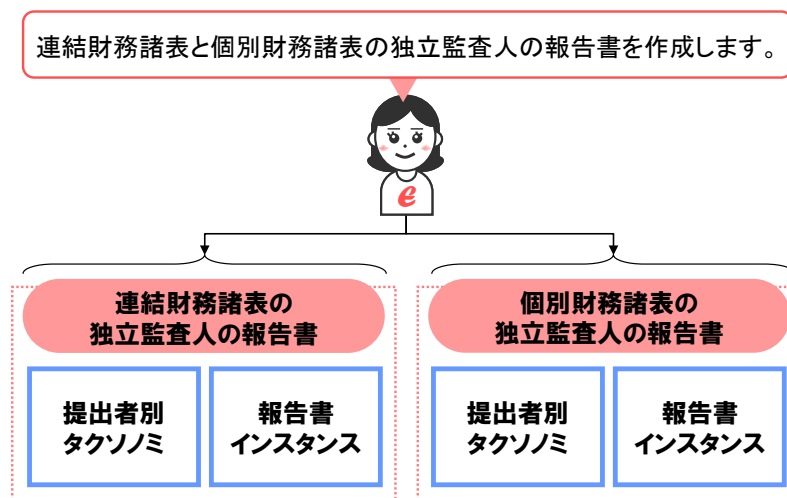 連結財務諸表と個別財務諸表の独立監査人の報告書を作成します。
e
連結財務諸表の
独立監査人の報告書
個別財務諸表の
独立監査人の報告書
提出者別
タクソノミ
報告書
インスタンス
提出者別
タクソノミ
報告書
インスタンス